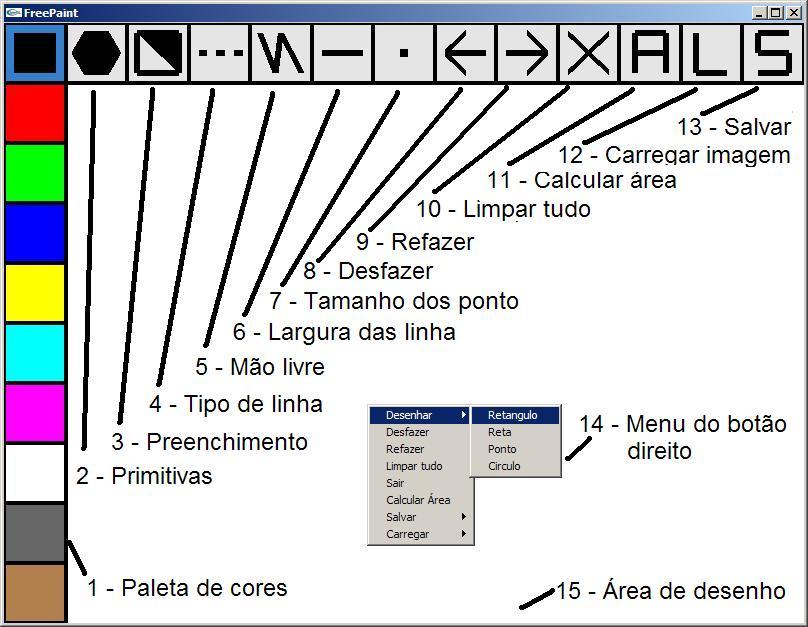 FreePaint
A L S
13 - Salvar
12 - Carregar imagem
11 - Calcular área
10 - Limpar tudo
9 - Refazer
8 - Desfazer
7 - Tamanho dos ponto
6 - Largura das linha
5 - Mão livre
4 - Tipo de linha
3 - Preenchimento
2 - Primitivas
Desenhar
Desfazer
Refazer
Limpar tudo
Sair
Calcular Área
Salvar
Carregar
Retangulo
Reta
Ponto
Circulo
14 - Menu do botão
direito
1 - Paleta de cores
15 - Área de desenho